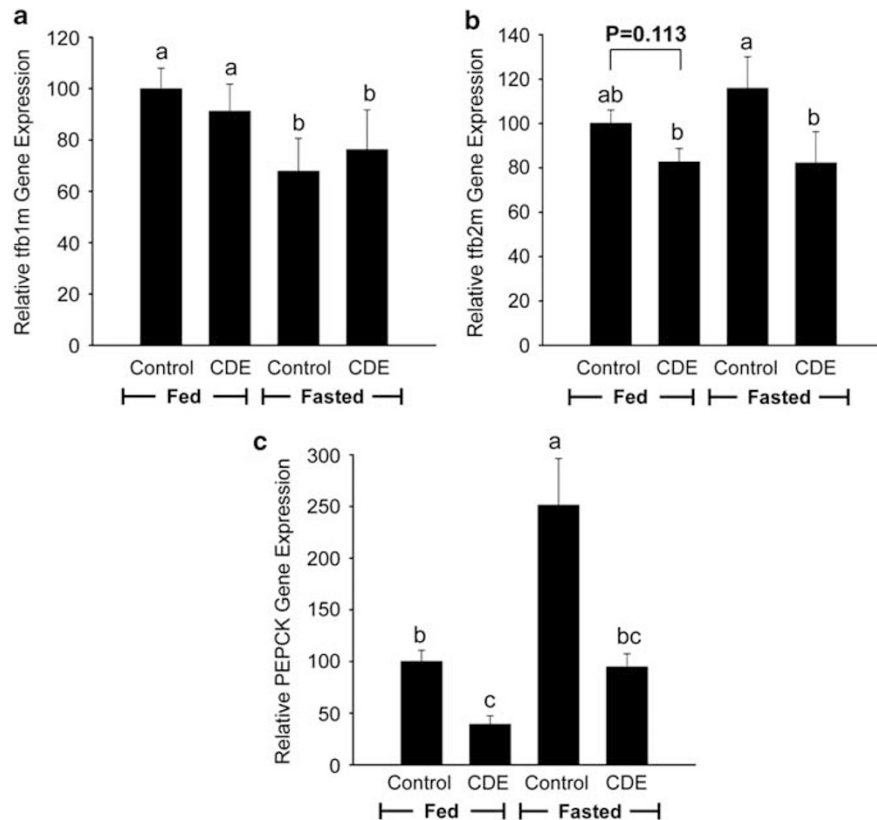 a
Relative tfb1m Gene Expression
120
100
80
60
40
20
0
a
a
b
b
Control CDE Control CDE
Fed Fasted
b
Relative tfb2m Gene Expression
140
120
100
80
60
40
20
0
P=0.113
ab
b
a
b
Control CDE Control CDE
Fed Fasted
c
Relative PEPCK Gene Expression
300
250
200
150
100
50
0
b
c
a
bc
Control CDE Control CDE
Fed Fasted